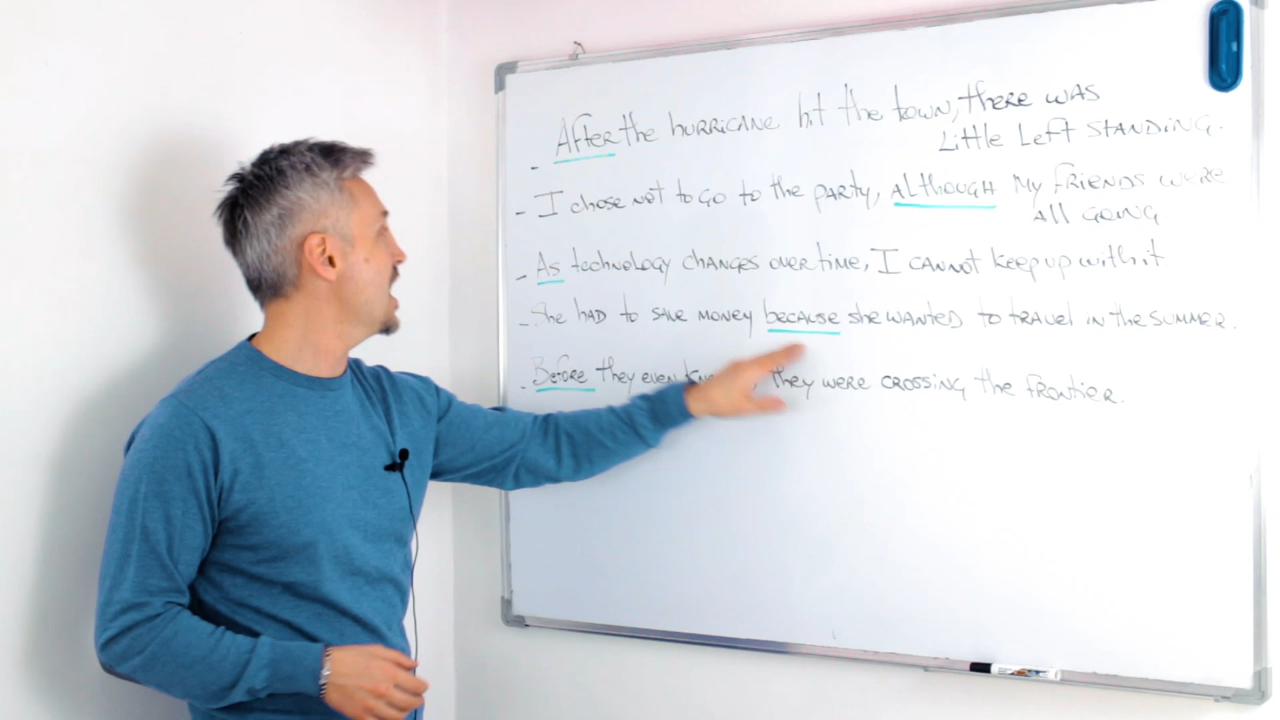 - After the hurricane hit the town, there was
little left standing.
- I chose not to go to the party, although my friends were
all going
- As technology changes over time, I cannot keep up with it
- She had to save money because she wanted to travel in the summer.
- Before they even they were crossing the frontier.